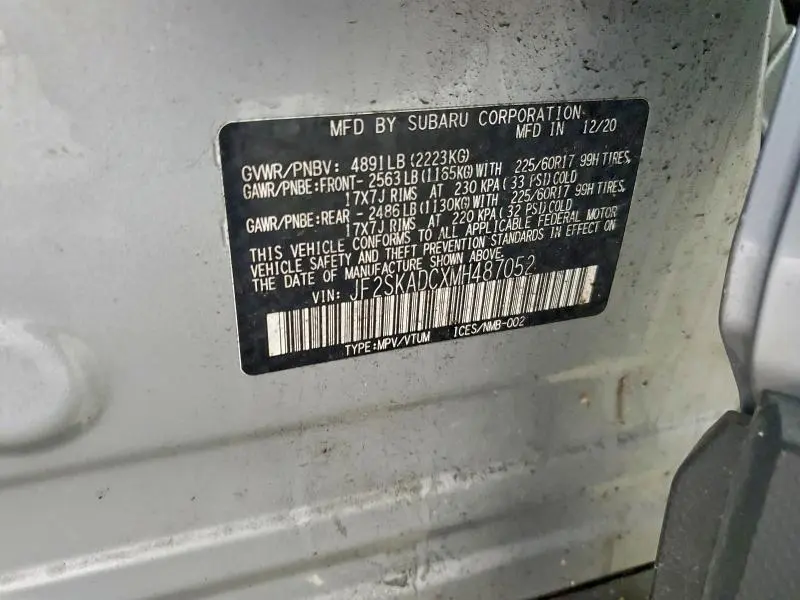 MFD BY SUBARU CORPORATION
MFD IN 12/20
GVWR/PNBV: 4891LB(2223KG)
GAWR/PNBE:FRONT- 2563LB(1165KG)WITH 225/60R17 99H TIRES,
17X7J RIMS AT 230 KPA(33 PSI)COLD
GAWR/PNBE:REAR - 2486LB(1130KG)WITH 225/60R17 99H TIRES,
17X7J RIMS AT 220 KPA(32 PSI)COLD
THIS VEHICLE CONFORMS TO ALL APPLICABLE FEDERAL MOTOR
VEHICLE SAFETY AND THEFT PREVENTION STANDARDS IN EFFECT ON
THE DATE OF MANUFACTURE SHOWN ABOVE.
VIN: JF2SKADCXMH487052
TYPE:MPV/VTUM ICES/NMB-002